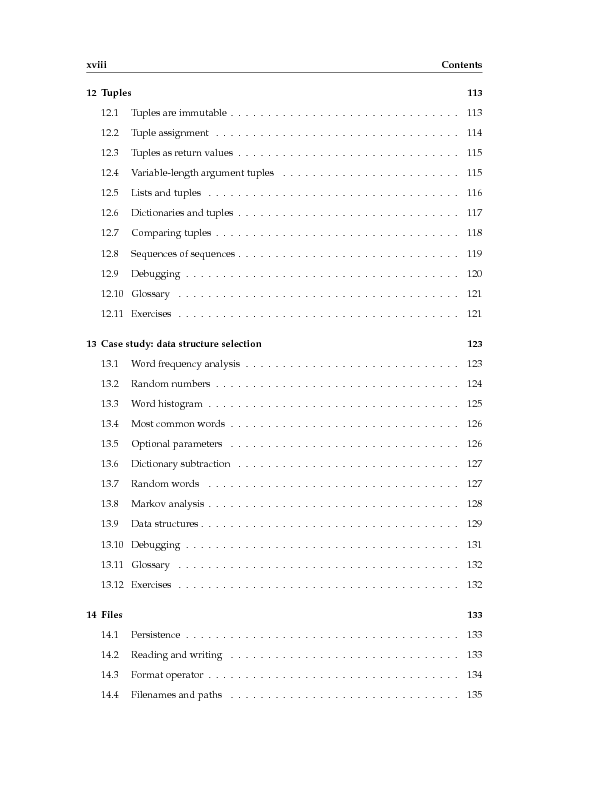 xviii Contents
12 Tuples 113
12.1 Tuples are immutable . . . . . . . . . . . . . . . . . . . . . . . . . . . . . . . 113
12.2 Tuple assignment . . . . . . . . . . . . . . . . . . . . . . . . . . . . . . . . . 114
12.3 Tuples as return values . . . . . . . . . . . . . . . . . . . . . . . . . . . . . . 115
12.4 Variable-length argument tuples . . . . . . . . . . . . . . . . . . . . . . . . 115
12.5 Lists and tuples . . . . . . . . . . . . . . . . . . . . . . . . . . . . . . . . . . 116
12.6 Dictionaries and tuples . . . . . . . . . . . . . . . . . . . . . . . . . . . . . . 117
12.7 Comparing tuples . . . . . . . . . . . . . . . . . . . . . . . . . . . . . . . . . 118
12.8 Sequences of sequences . . . . . . . . . . . . . . . . . . . . . . . . . . . . . . 119
12.9 Debugging . . . . . . . . . . . . . . . . . . . . . . . . . . . . . . . . . . . . 120
12.10 Glossary . . . . . . . . . . . . . . . . . . . . . . . . . . . . . . . . . . . . . 121
12.11 Exercises . . . . . . . . . . . . . . . . . . . . . . . . . . . . . . . . . . . . . 121
13 Case study: data structure selection 123
13.1 Word frequency analysis . . . . . . . . . . . . . . . . . . . . . . . . . . . . . 123
13.2 Random numbers . . . . . . . . . . . . . . . . . . . . . . . . . . . . . . . . . 124
13.3 Word histogram . . . . . . . . . . . . . . . . . . . . . . . . . . . . . . . . . . 125
13.4 Most common words . . . . . . . . . . . . . . . . . . . . . . . . . . . . . . . 126
13.5 Optional parameters . . . . . . . . . . . . . . . . . . . . . . . . . . . . . . . 126
13.6 Dictionary subtraction . . . . . . . . . . . . . . . . . . . . . . . . . . . . . . 127
13.7 Random words . . . . . . . . . . . . . . . . . . . . . . . . . . . . . . . . . . 127
13.8 Markov analysis . . . . . . . . . . . . . . . . . . . . . . . . . . . . . . . . . . 128
13.9 Data structures . . . . . . . . . . . . . . . . . . . . . . . . . . . . . . . . . . 129
13.10 Debugging . . . . . . . . . . . . . . . . . . . . . . . . . . . . . . . . . . . . 131
13.11 Glossary . . . . . . . . . . . . . . . . . . . . . . . . . . . . . . . . . . . . . 132
13.12 Exercises . . . . . . . . . . . . . . . . . . . . . . . . . . . . . . . . . . . . . 132
14 Files 133
14.1 Persistence . . . . . . . . . . . . . . . . . . . . . . . . . . . . . . . . . . . . 133
14.2 Reading and writing . . . . . . . . . . . . . . . . . . . . . . . . . . . . . . . 133
14.3 Format operator . . . . . . . . . . . . . . . . . . . . . . . . . . . . . . . . . . 134
14.4 Filenames and paths . . . . . . . . . . . . . . . . . . . . . . . . . . . . . . . 135